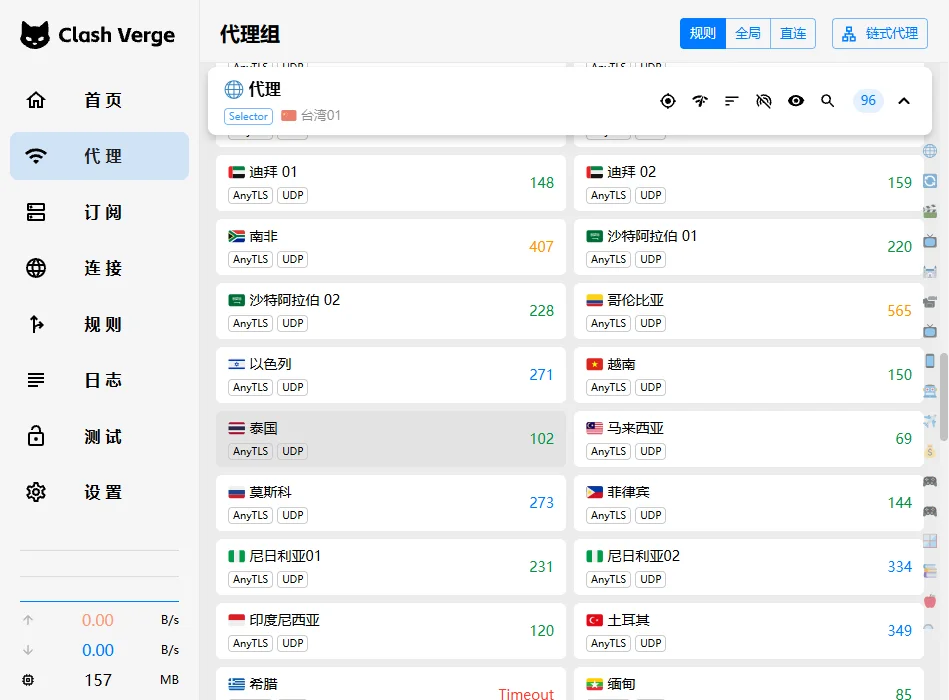 Clash Verge
首 页
代 理
订 阅
连 接
规 则
日 志
测 试
设 置
0.00 B/s
0.00 B/s
157 MB
代理组
规则 全局 直连 链式代理
代理
Selector 台湾01
96
迪拜 01
AnyTLS UDP
148
迪拜 02
AnyTLS UDP
159
南非
AnyTLS UDP
407
沙特阿拉伯 01
AnyTLS UDP
220
沙特阿拉伯 02
AnyTLS UDP
228
哥伦比亚
AnyTLS UDP
565
以色列
AnyTLS UDP
271
越南
AnyTLS UDP
150
泰国
AnyTLS UDP
102
马来西亚
AnyTLS UDP
69
莫斯科
AnyTLS UDP
273
菲律宾
AnyTLS UDP
144
尼日利亚01
AnyTLS UDP
231
尼日利亚02
AnyTLS UDP
334
印度尼西亚
AnyTLS UDP
120
土耳其
AnyTLS UDP
349
希腊
Timeout
缅甸
85